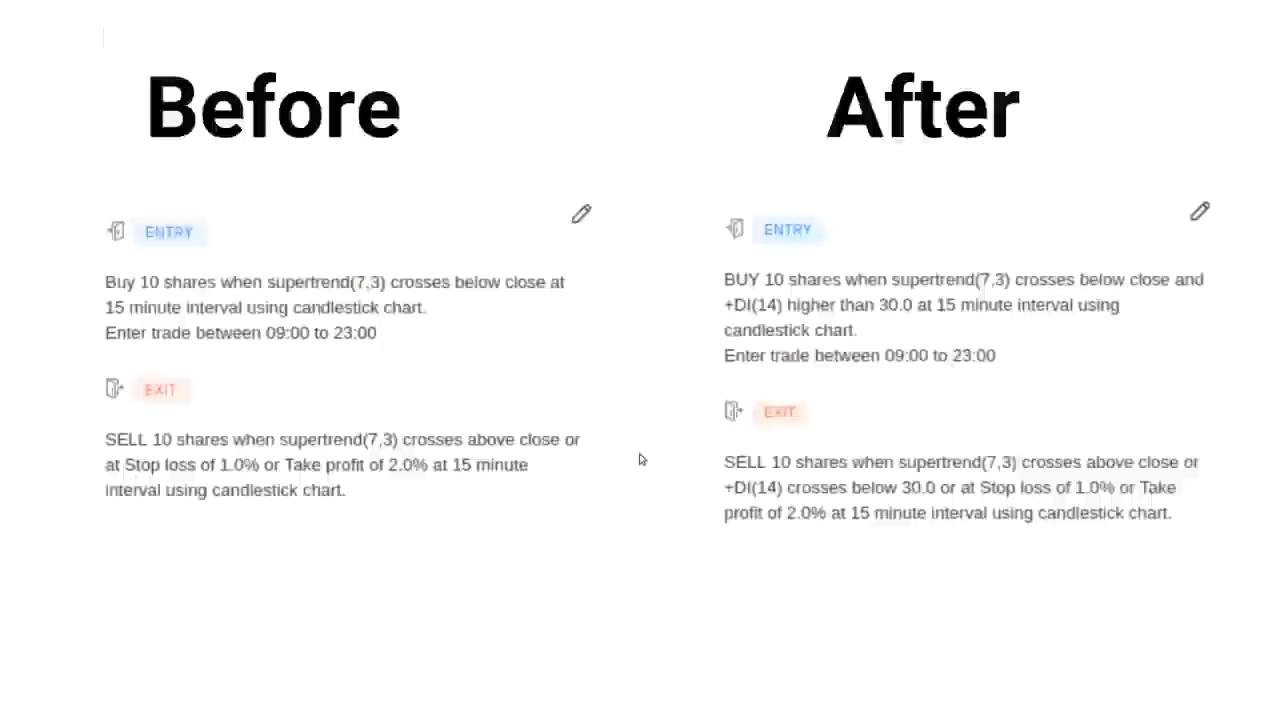 Before
ENTRY
Buy 10 shares when supertrend(7,3) crosses below close at
15 minute interval using candlestick chart.
Enter trade between 09:00 to 23:00
EXIT
SELL 10 shares when supertrend(7,3) crosses above close or
at Stop loss of 1.0% or Take profit of 2.0% at 15 minute
interval using candlestick chart.
After
ENTRY
BUY 10 shares when supertrend(7,3) crosses below close and
+DI(14) higher than 30.0 at 15 minute interval using
candlestick chart.
Enter trade between 09:00 to 23:00
EXIT
SELL 10 shares when supertrend(7,3) crosses above close or
+DI(14) crosses below 30.0 or at Stop loss of 1.0% or Take
profit of 2.0% at 15 minute interval using candlestick chart.